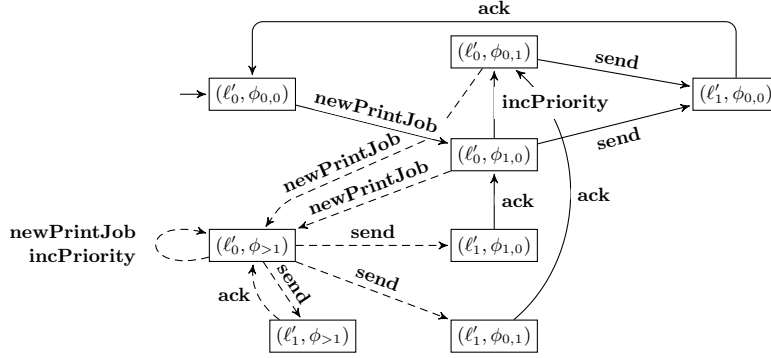 ack
(ℓ′₀, ϕ₀,₁)
send
(ℓ′₀, ϕ₀,₀)
(ℓ′₁, ϕ₀,₀)
newPrintJob
incPriority
send
(ℓ′₀, ϕ₁,₀)
newPrintJob
newPrintJob
ack
ack
newPrintJob
incPriority
(ℓ′₀, ϕ>₁)
send
(ℓ′₁, ϕ₁,₀)
send
send
ack
(ℓ′₁, ϕ>₁)
(ℓ′₁, ϕ₀,₁)